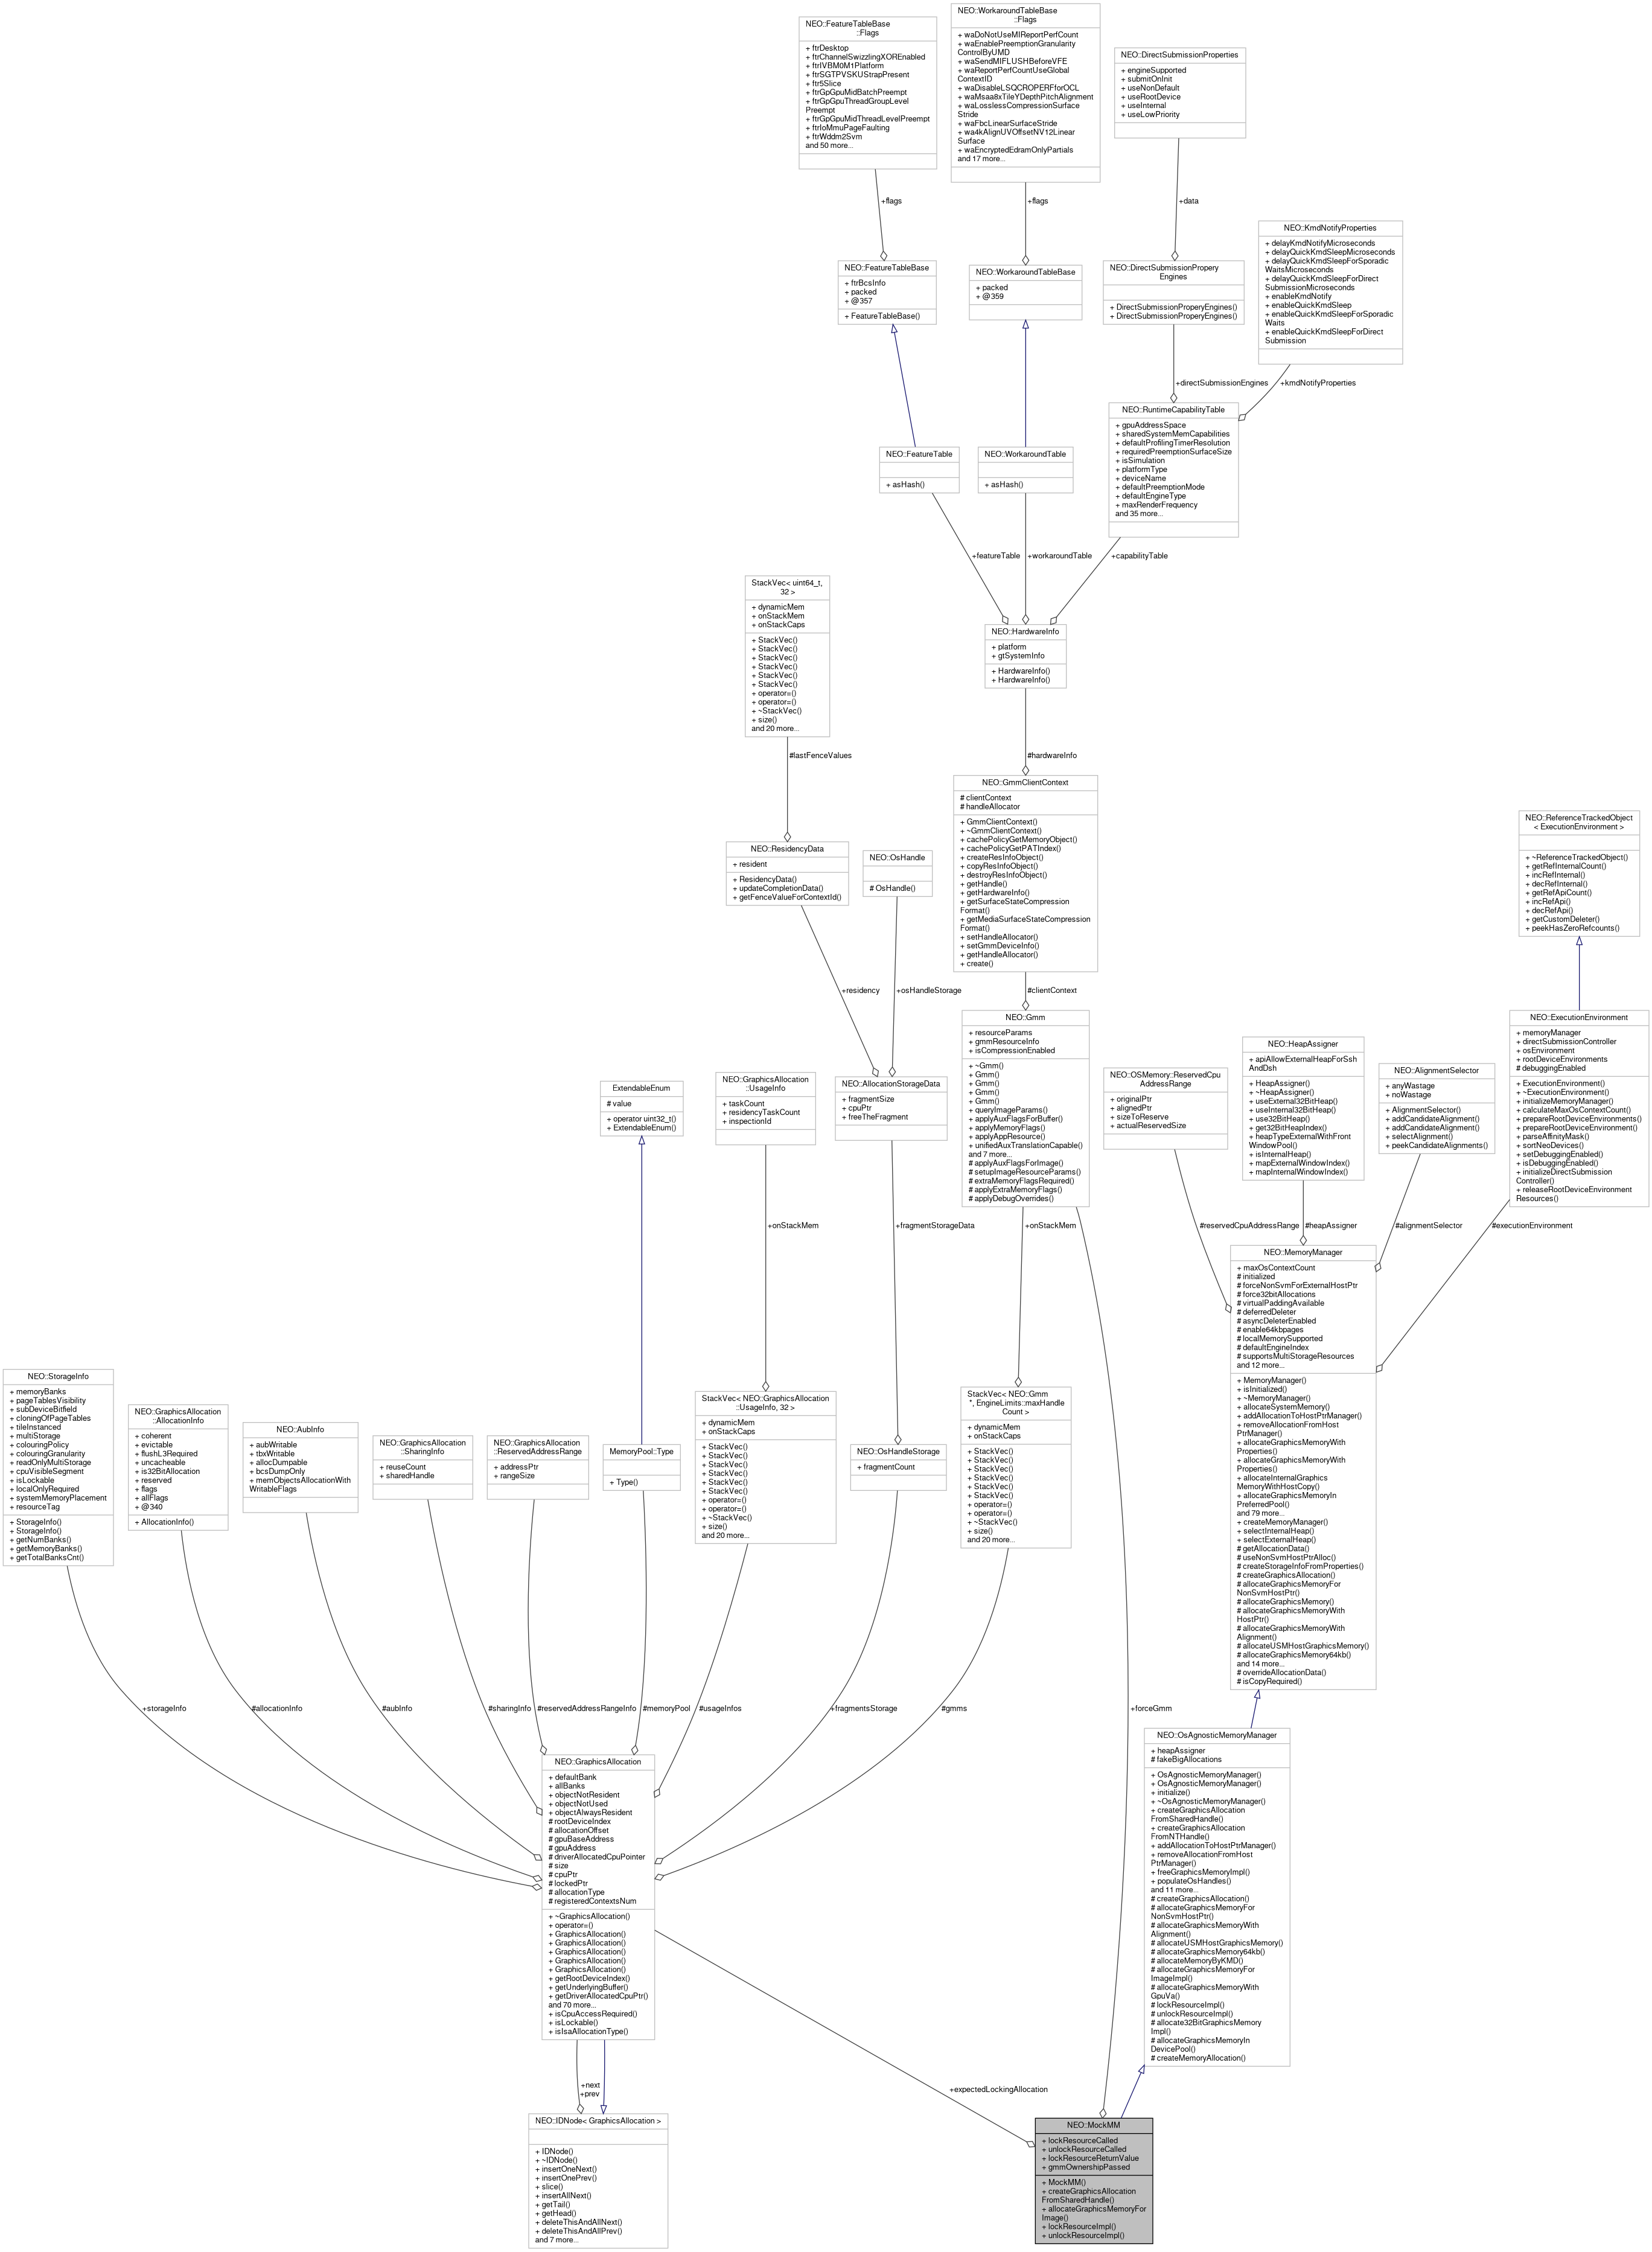 NEO::FeatureTableBase
::Flags
+ ftrDesktop
+ ftrChannelSwizzlingXOREnabled
+ ftrIVBM0M1Platform
+ ftrSGTPVSKUStrapPresent
+ ftr5Slice
+ ftrGpGpuMidBatchPreempt
+ ftrGpGpuThreadGroupLevel
Preempt
+ ftrGpGpuMidThreadLevelPreempt
+ ftrIoMmuPageFaulting
+ ftrWddm2Svm
and 50 more...
NEO::WorkaroundTableBase
::Flags
+ waDoNotUseMIReportPerfCount
+ waEnablePreemptionGranularity
ControlByUMD
+ waSendMIFLUSHBeforeVFE
+ waReportPerfCountUseGlobal
ContextID
+ waDisableLSQCROPERFforOCL
+ waMsaa8xTileYDepthPitchAlignment
+ waLosslessCompressionSurface
Stride
+ waFbcLinearSurfaceStride
+ wa4kAlignUVOffsetNV12Linear
Surface
+ waEncryptedEdramOnlyPartials
and 17 more...
NEO::DirectSubmissionProperties
+ engineSupported
+ submitOnInit
+ useNonDefault
+ useRootDevice
+ useInternal
+ useLowPriority
+flags
+flags
+data
NEO::KmdNotifyProperties
+ delayKmdNotifyMicroseconds
+ delayQuickKmdSleepMicroseconds
+ delayQuickKmdSleepForSporadic
WaitsMicroseconds
+ delayQuickKmdSleepForDirect
SubmissionMicroseconds
+ enableKmdNotify
+ enableQuickKmdSleep
+ enableQuickKmdSleepForSporadic
Waits
+ enableQuickKmdSleepForDirect
Submission
NEO::FeatureTableBase
+ ftrBcsInfo
+ packed
+ @357
+ FeatureTableBase()
NEO::WorkaroundTableBase
+ packed
+ @359
NEO::DirectSubmissionPropery
Engines
+ DirectSubmissionProperyEngines()
+ DirectSubmissionProperyEngines()
+directSubmissionEngines
+kmdNotifyProperties
NEO::FeatureTable
+ asHash()
NEO::WorkaroundTable
+ asHash()
NEO::RuntimeCapabilityTable
+ gpuAddressSpace
+ sharedSystemMemCapabilities
+ defaultProfilingTimerResolution
+ requiredPreemptionSurfaceSize
+ isSimulation
+ platformType
+ deviceName
+ defaultPreemptionMode
+ defaultEngineType
+ maxRenderFrequency
and 35 more...
+featureTable
+workaroundTable
+capabilityTable
StackVec< uint64_t,
32 >
+ dynamicMem
+ onStackMem
+ onStackCaps
+ StackVec()
+ StackVec()
+ StackVec()
+ StackVec()
+ StackVec()
+ StackVec()
+ operator=()
+ operator=()
+ ~StackVec()
+ size()
and 20 more...
NEO::HardwareInfo
+ platform
+ gtSystemInfo
+ HardwareInfo()
+ HardwareInfo()
#lastFenceValues
#hardwareInfo
NEO::GmmClientContext
# clientContext
# handleAllocator
+ GmmClientContext()
+ ~GmmClientContext()
+ cachePolicyGetMemoryObject()
+ cachePolicyGetPATIndex()
+ createResInfoObject()
+ copyResInfoObject()
+ destroyResInfoObject()
+ getHandle()
+ getHardwareInfo()
+ getSurfaceStateCompression
Format()
+ getMediaSurfaceStateCompression
Format()
+ setHandleAllocator()
+ setGmmDeviceInfo()
+ getHandleAllocator()
+ create()
NEO::ReferenceTrackedObject
< ExecutionEnvironment >
+ ~ReferenceTrackedObject()
+ getRefInternalCount()
+ incRefInternal()
+ decRefInternal()
+ getRefApiCount()
+ incRefApi()
+ decRefApi()
+ getCustomDeleter()
+ peekHasZeroRefcounts()
NEO::ResidencyData
+ resident
+ ResidencyData()
+ updateCompletionData()
+ getFenceValueForContextId()
NEO::OsHandle
# OsHandle()
+residency
+osHandleStorage
#clientContext
NEO::Gmm
+ resourceParams
+ gmmResourceInfo
+ isCompressionEnabled
+ ~Gmm()
+ Gmm()
+ Gmm()
+ Gmm()
+ Gmm()
+ queryImageParams()
+ applyAuxFlagsForBuffer()
+ applyMemoryFlags()
+ applyAppResource()
+ unifiedAuxTranslationCapable()
and 7 more...
# applyAuxFlagsForImage()
# setupImageResourceParams()
# extraMemoryFlagsRequired()
# applyExtraMemoryFlags()
# applyDebugOverrides()
NEO::ExecutionEnvironment
+ memoryManager
+ directSubmissionController
+ osEnvironment
+ rootDeviceEnvironments
# debuggingEnabled
+ ExecutionEnvironment()
+ ~ExecutionEnvironment()
+ initializeMemoryManager()
+ calculateMaxOsContextCount()
+ prepareRootDeviceEnvironments()
+ prepareRootDeviceEnvironment()
+ parseAffinityMask()
+ sortNeoDevices()
+ setDebuggingEnabled()
+ isDebuggingEnabled()
+ initializeDirectSubmission
Controller()
+ releaseRootDeviceEnvironment
Resources()
NEO::HeapAssigner
+ apiAllowExternalHeapForSsh
AndDsh
+ HeapAssigner()
+ ~HeapAssigner()
+ useExternal32BitHeap()
+ useInternal32BitHeap()
+ use32BitHeap()
+ get32BitHeapIndex()
+ heapTypeExternalWithFront
WindowPool()
+ isInternalHeap()
+ mapExternalWindowIndex()
+ mapInternalWindowIndex()
NEO::AlignmentSelector
+ anyWastage
+ noWastage
+ AlignmentSelector()
+ addCandidateAlignment()
+ addCandidateAlignment()
+ selectAlignment()
+ peekCandidateAlignments()
NEO::OSMemory::ReservedCpu
AddressRange
+ originalPtr
+ alignedPtr
+ sizeToReserve
+ actualReservedSize
NEO::AllocationStorageData
+ fragmentSize
+ cpuPtr
+ freeTheFragment
NEO::GraphicsAllocation
::UsageInfo
+ taskCount
+ residencyTaskCount
+ inspectionId
ExtendableEnum
# value
+ operator uint32_t()
+ ExtendableEnum()
+onStackMem
+fragmentStorageData
+onStackMem
#reservedCpuAddressRange
#heapAssigner
#alignmentSelector
#executionEnvironment
NEO::MemoryManager
+ maxOsContextCount
# initialized
# forceNonSvmForExternalHostPtr
# force32bitAllocations
# virtualPaddingAvailable
# deferredDeleter
# asyncDeleterEnabled
# enable64kbpages
# localMemorySupported
# defaultEngineIndex
# supportsMultiStorageResources
and 12 more...
+ MemoryManager()
+ isInitialized()
+ ~MemoryManager()
+ allocateSystemMemory()
+ addAllocationToHostPtrManager()
+ removeAllocationFromHost
PtrManager()
+ allocateGraphicsMemoryWith
Properties()
+ allocateGraphicsMemoryWith
Properties()
+ allocateInternalGraphics
MemoryWithHostCopy()
+ allocateGraphicsMemoryIn
PreferredPool()
and 79 more...
+ createMemoryManager()
+ selectInternalHeap()
+ selectExternalHeap()
# getAllocationData()
# useNonSvmHostPtrAlloc()
# createStorageInfoFromProperties()
# createGraphicsAllocation()
# allocateGraphicsMemoryFor
NonSvmHostPtr()
# allocateGraphicsMemory()
# allocateGraphicsMemoryWith
HostPtr()
# allocateGraphicsMemoryWith
Alignment()
# allocateUSMHostGraphicsMemory()
# allocateGraphicsMemory64kb()
and 14 more...
# overrideAllocationData()
# isCopyRequired()
NEO::StorageInfo
+ memoryBanks
+ pageTablesVisibility
+ subDeviceBitfield
+ cloningOfPageTables
+ tileInstanced
+ multiStorage
+ colouringPolicy
+ colouringGranularity
+ readOnlyMultiStorage
+ cpuVisibleSegment
+ isLockable
+ localOnlyRequired
+ systemMemoryPlacement
+ resourceTag
+ StorageInfo()
+ StorageInfo()
+ getNumBanks()
+ getMemoryBanks()
+ getTotalBanksCnt()
NEO::GraphicsAllocation
::AllocationInfo
+ coherent
+ evictable
+ flushL3Required
+ uncacheable
+ is32BitAllocation
+ reserved
+ flags
+ allFlags
+ @340
+ AllocationInfo()
NEO::AubInfo
+ aubWritable
+ tbxWritable
+ allocDumpable
+ bcsDumpOnly
+ memObjectsAllocationWith
WritableFlags
NEO::GraphicsAllocation
::SharingInfo
+ reuseCount
+ sharedHandle
NEO::GraphicsAllocation
::ReservedAddressRange
+ addressPtr
+ rangeSize
MemoryPool::Type
+ Type()
StackVec< NEO::GraphicsAllocation
::UsageInfo, 32 >
+ dynamicMem
+ onStackCaps
+ StackVec()
+ StackVec()
+ StackVec()
+ StackVec()
+ StackVec()
+ StackVec()
+ operator=()
+ operator=()
+ ~StackVec()
+ size()
and 20 more...
NEO::OsHandleStorage
+ fragmentCount
StackVec< NEO::Gmm
*, EngineLimits::maxHandle
Count >
+ dynamicMem
+ onStackCaps
+ StackVec()
+ StackVec()
+ StackVec()
+ StackVec()
+ StackVec()
+ StackVec()
+ operator=()
+ operator=()
+ ~StackVec()
+ size()
and 20 more...
+storageInfo
#allocationInfo
#aubInfo
#sharingInfo
#reservedAddressRangeInfo
#memoryPool
#usageInfos
+fragmentsStorage
#gmms
+forceGmm
NEO::GraphicsAllocation
+ defaultBank
+ allBanks
+ objectNotResident
+ objectNotUsed
+ objectAlwaysResident
# rootDeviceIndex
# allocationOffset
# gpuBaseAddress
# gpuAddress
# driverAllocatedCpuPointer
# size
# cpuPtr
# lockedPtr
# allocationType
# registeredContextsNum
+ ~GraphicsAllocation()
+ operator=()
+ GraphicsAllocation()
+ GraphicsAllocation()
+ GraphicsAllocation()
+ GraphicsAllocation()
+ GraphicsAllocation()
+ getRootDeviceIndex()
+ getUnderlyingBuffer()
+ getDriverAllocatedCpuPtr()
and 70 more...
+ isCpuAccessRequired()
+ isLockable()
+ isIsaAllocationType()
NEO::OsAgnosticMemoryManager
+ heapAssigner
# fakeBigAllocations
+ OsAgnosticMemoryManager()
+ OsAgnosticMemoryManager()
+ initialize()
+ ~OsAgnosticMemoryManager()
+ createGraphicsAllocation
FromSharedHandle()
+ createGraphicsAllocation
FromNTHandle()
+ addAllocationToHostPtrManager()
+ removeAllocationFromHost
PtrManager()
+ freeGraphicsMemoryImpl()
+ populateOsHandles()
and 11 more...
# createGraphicsAllocation()
# allocateGraphicsMemoryFor
NonSvmHostPtr()
# allocateGraphicsMemoryWith
Alignment()
# allocateUSMHostGraphicsMemory()
# allocateGraphicsMemory64kb()
# allocateMemoryByKMD()
# allocateGraphicsMemoryFor
ImageImpl()
# allocateGraphicsMemoryWith
GpuVa()
# lockResourceImpl()
# unlockResourceImpl()
# allocate32BitGraphicsMemory
Impl()
# allocateGraphicsMemoryIn
DevicePool()
# createMemoryAllocation()
+next
+prev
+expectedLockingAllocation
NEO::IDNode< GraphicsAllocation >
+ IDNode()
+ ~IDNode()
+ insertOneNext()
+ insertOnePrev()
+ slice()
+ insertAllNext()
+ getTail()
+ getHead()
+ deleteThisAndAllNext()
+ deleteThisAndAllPrev()
and 7 more...
NEO::MockMM
+ lockResourceCalled
+ unlockResourceCalled
+ lockResourceReturnValue
+ gmmOwnershipPassed
+ MockMM()
+ createGraphicsAllocation
FromSharedHandle()
+ allocateGraphicsMemoryFor
Image()
+ lockResourceImpl()
+ unlockResourceImpl()